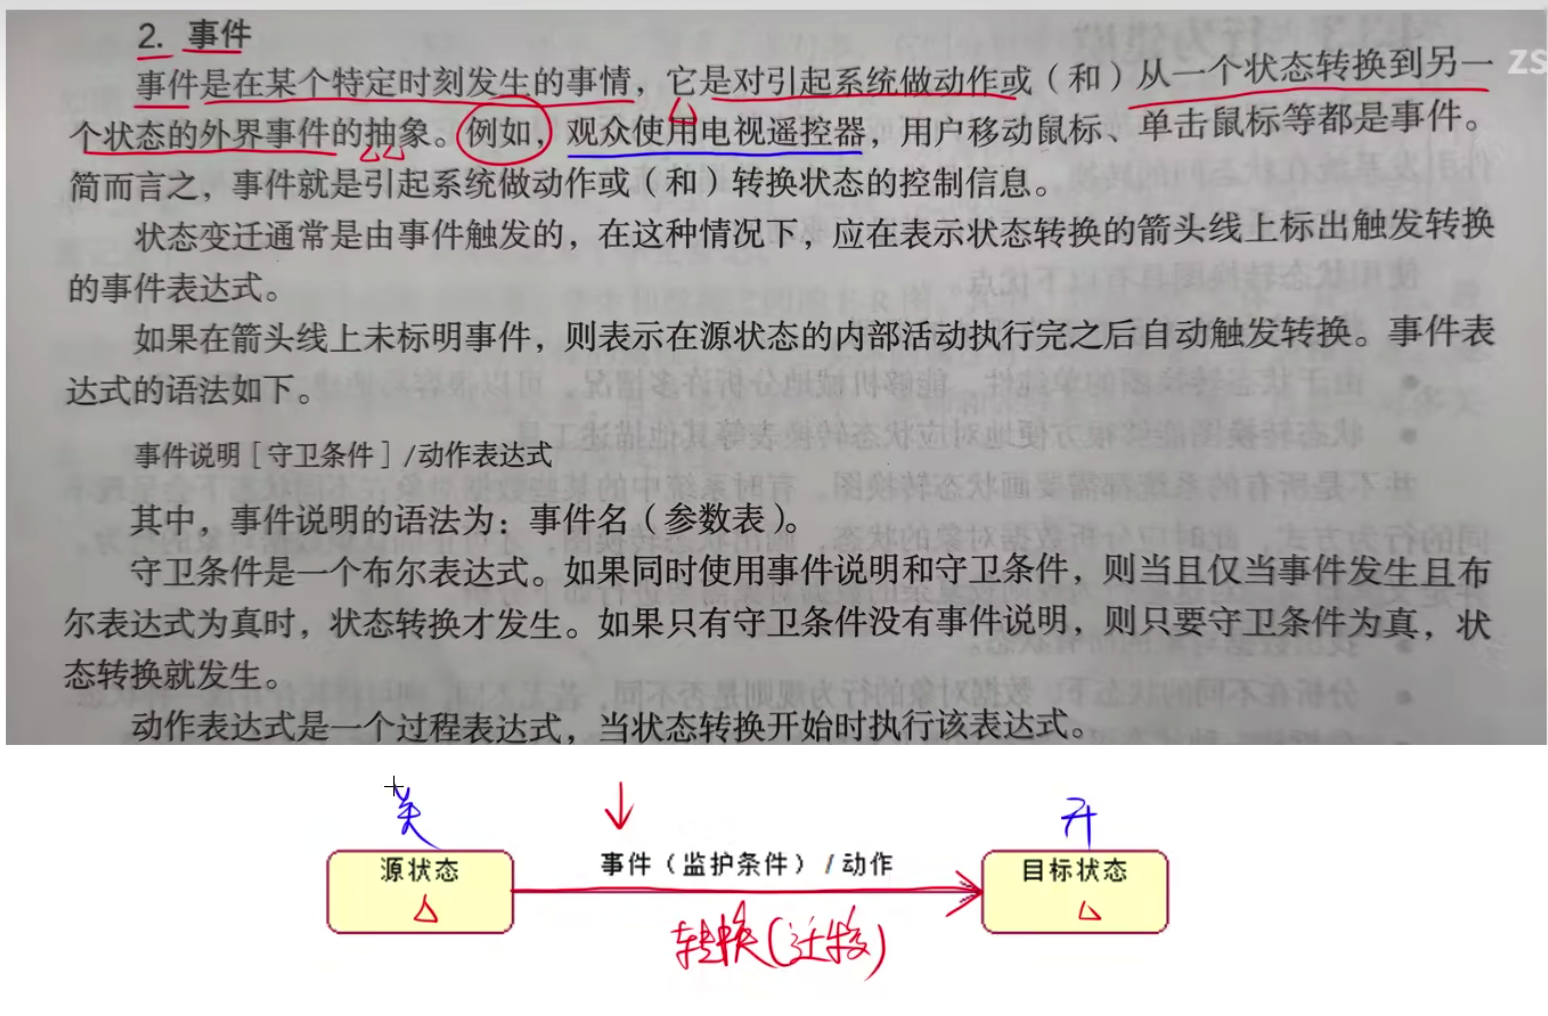 2. 事件
事件是在某个特定时刻发生的事情，它是对引起系统做动作或（和）从一个状态转换到另一
ZS
个状态的外界事件的抽象。例如，观众使用电视遥控器，用户移动鼠标、单击鼠标等都是事件。
简而言之，事件就是引起系统做动作或（和）转换状态的控制信息。
状态变迁通常是由事件触发的，在这种情况下，应在表示状态转换的箭头线上标出触发转换
的事件表达式。
如果在箭头线上未标明事件，则表示在源状态的内部活动执行完之后自动触发转换。事件表
达式的语法如下。
事件说明［守卫条件］/动作表达式
其中，事件说明的语法为：事件名（参数表）。
守卫条件是一个布尔表达式。如果同时使用事件说明和守卫条件，则当且仅当事件发生且布
尔表达式为真时，状态转换才发生。如果只有守卫条件没有事件说明，则只要守卫条件为真，状
态转换就发生。
动作表达式是一个过程表达式，当状态转换开始时执行该表达式。
关
开
源状态
事件（监护条件）/动作
目标状态
转换(迁移)